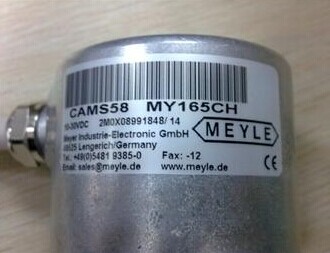 CAMS58 MY165CH
10-30VDC 2M0X08991848/14
Meyer Industrie-Electronic GmbH
49525 Lengerich/Germany
MEYLE
Tel.: +49(0)5481 9385-0 Fax: -12
Email: sales@meyle.de www.meyle.de
CE